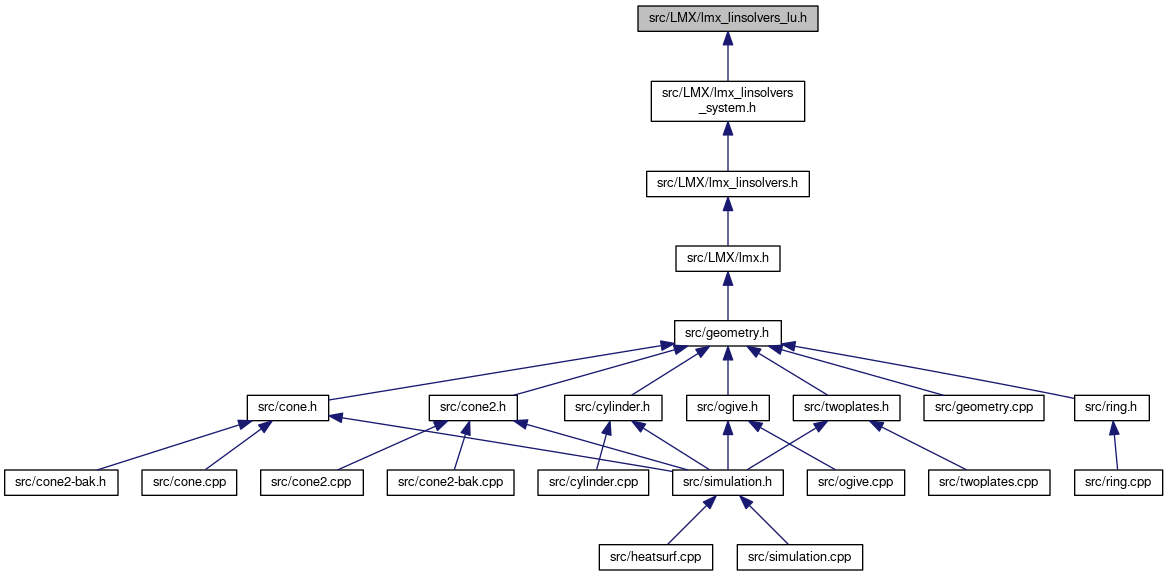 src/LMX/lmx_linsolvers_lu.h
src/LMX/lmx_linsolvers
_system.h
src/LMX/lmx_linsolvers.h
src/LMX/lmx.h
src/geometry.h
src/cone.h
src/cone2.h
src/cylinder.h
src/ogive.h
src/twoplates.h
src/geometry.cpp
src/ring.h
src/cone2-bak.h
src/cone.cpp
src/cone2.cpp
src/cone2-bak.cpp
src/cylinder.cpp
src/simulation.h
src/ogive.cpp
src/twoplates.cpp
src/ring.cpp
src/heatsurf.cpp
src/simulation.cpp